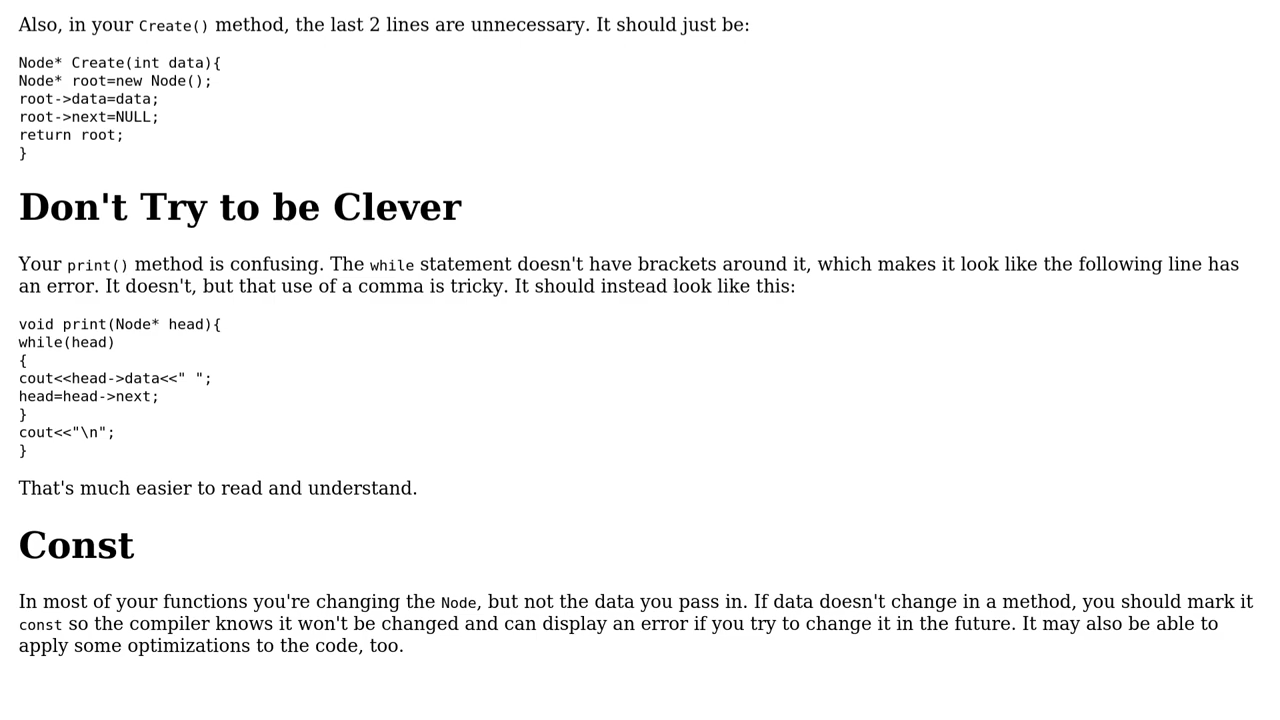 Also, in your Create() method, the last 2 lines are unnecessary. It should just be:
Node* Create(int data){
Node* root=new Node();
root->data=data;
root->next=NULL;
return root;
}
Don't Try to be Clever
Your print() method is confusing. The while statement doesn't have brackets around it, which makes it look like the following line has
an error. It doesn't, but that use of a comma is tricky. It should instead look like this:
void print(Node* head){
while(head)
{
cout<<head->data<<" ";
head=head->next;
}
cout<<"\n";
}
That's much easier to read and understand.
Const
In most of your functions you're changing the Node, but not the data you pass in. If data doesn't change in a method, you should mark it
const so the compiler knows it won't be changed and can display an error if you try to change it in the future. It may also be able to
apply some optimizations to the code, too.